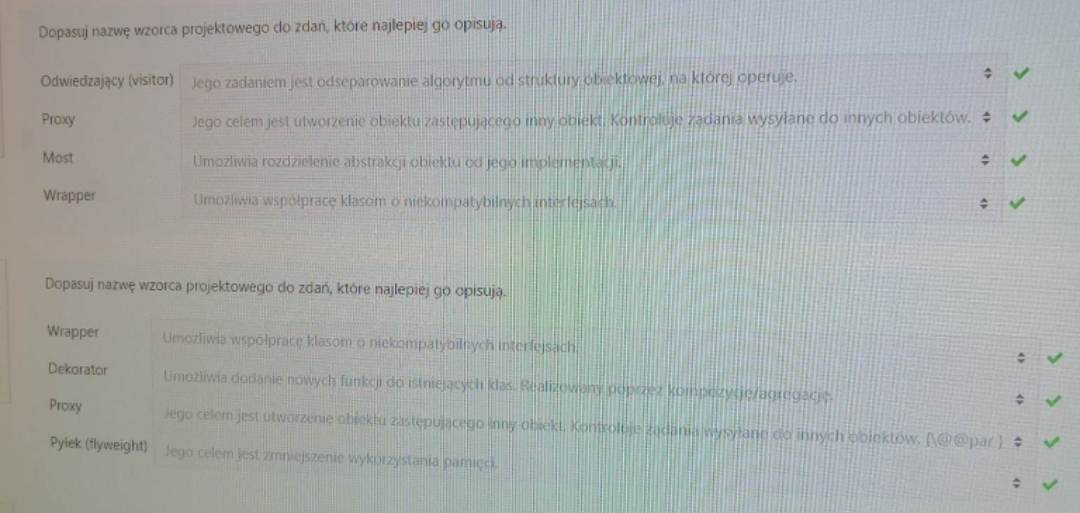 Dopasuj nazwę wzorca projektowego do zdań, które najlepiej go opisują.
Odwiedzający (visitor) Jego zadaniem jest odseparowanie algorytmu od struktury obiektowej, na której operuje.
Proxy Jego celem jest utworzenie obiektu zastępującego inny obiekt. Kontroluje żądania wysyłane do innych obiektów.
Most Umożliwia rozdzielenie abstrakcji obiektu od jego implementacji.
Wrapper Umożliwia współpracę klasom o niekompatybilnych interfejsach.
Dopasuj nazwę wzorca projektowego do zdań, które najlepiej go opisują.
Wrapper Umożliwia współpracę klasom o niekompatybilnych interfejsach.
Dekorator Umożliwia dodanie nowych funkcji do istniejących klas. Realizowany poprzez kompozycję/agregację.
Proxy Jego celem jest utworzenie obiektu zastępującego inny obiekt. Kontroluje żądania wysyłane do innych obiektów. {\@@par }
Pyłek (flyweight) Jego celem jest zmniejszenie wykorzystania pamięci.